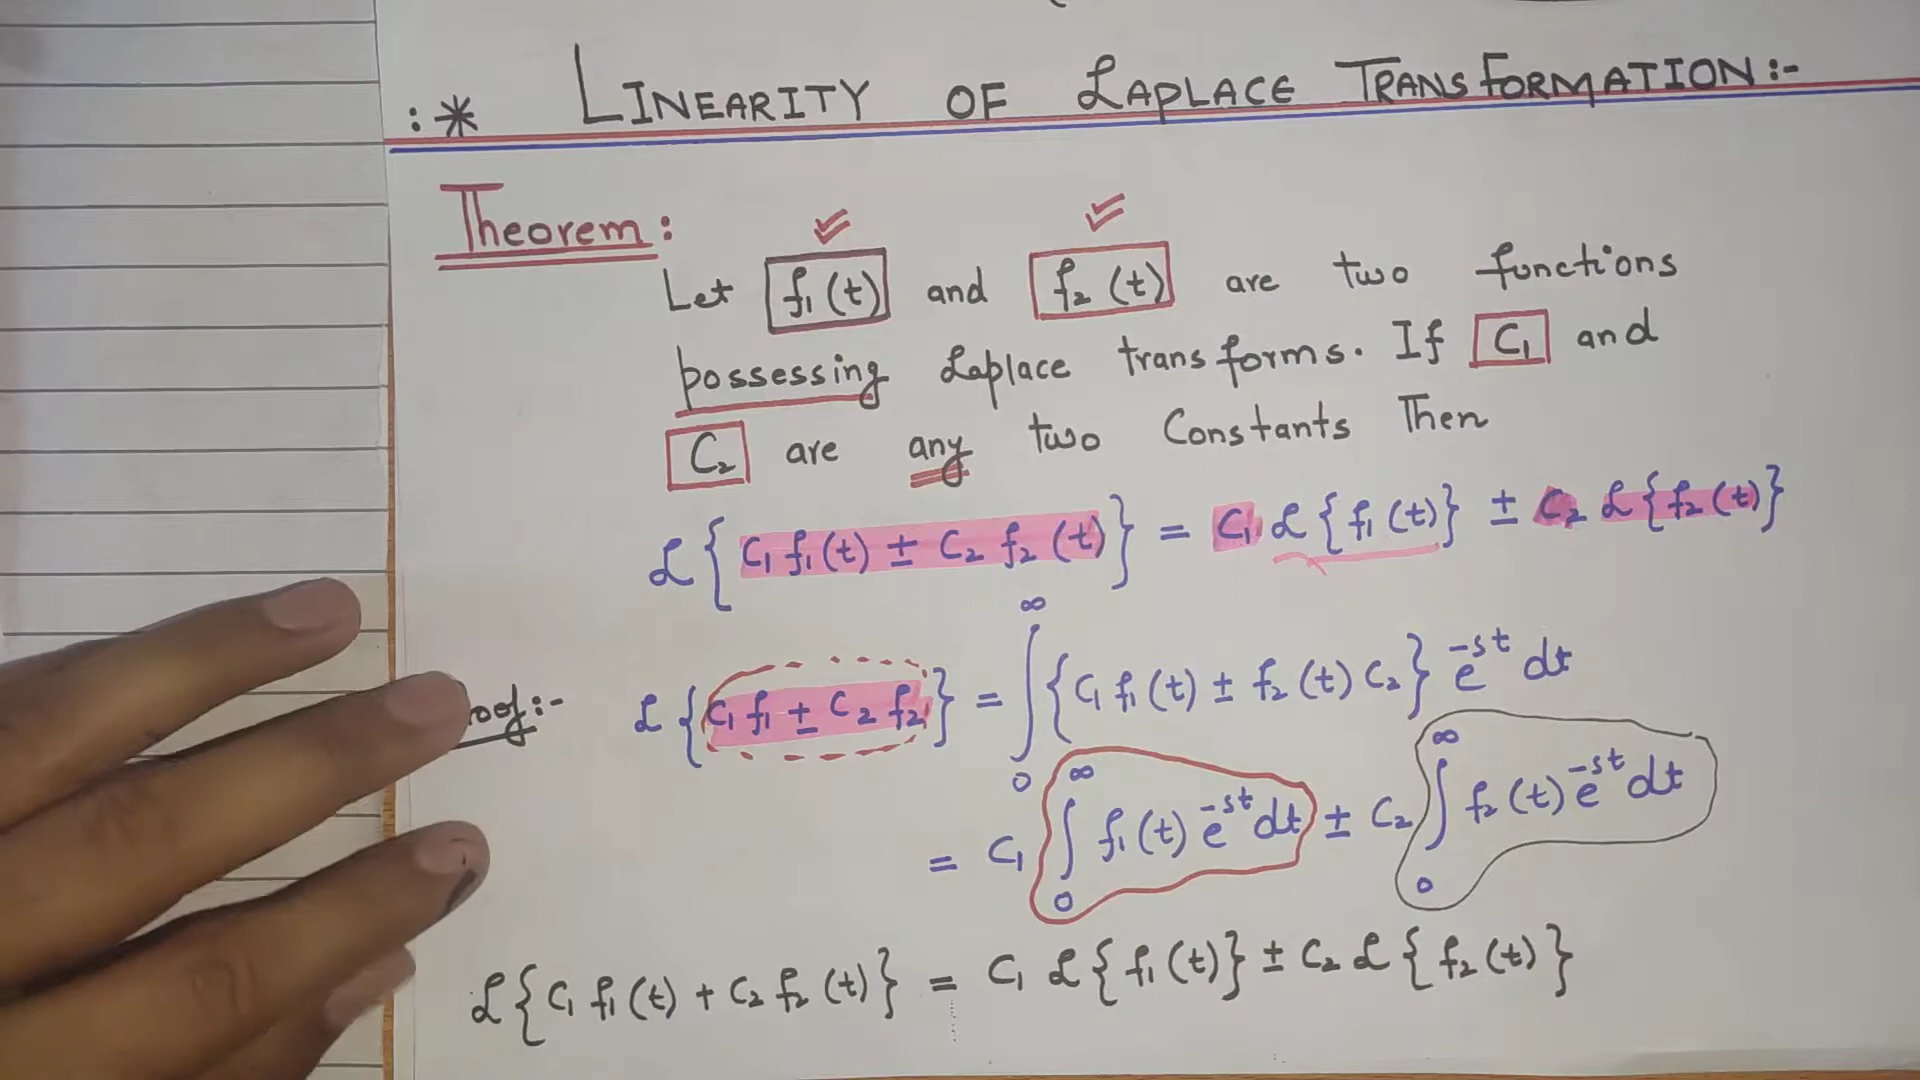 :* LINEARITY OF LAPLACE TRANSFORMATION:-
Theorem:
Let f₁(t) and f₂(t) are two functions
possessing Laplace transforms. If C₁ and
C₂ are any two Constants Then
ℒ{C₁ f₁(t) ± C₂ f₂(t)} = C₁ ℒ{f₁(t)} ± C₂ ℒ{f₂(t)}
oof:- ℒ{C₁ f₁ ± C₂ f₂} = ∫₀^∞ {C₁ f₁(t) ± f₂(t) C₂} e^-st dt
= C₁ ∫₀^∞ f₁(t) e^-st dt ± C₂ ∫₀^∞ f₂(t) e^-st dt
ℒ{C₁ f₁(t) + C₂ f₂(t)} = C₁ ℒ{f₁(t)} ± C₂ ℒ{f₂(t)}